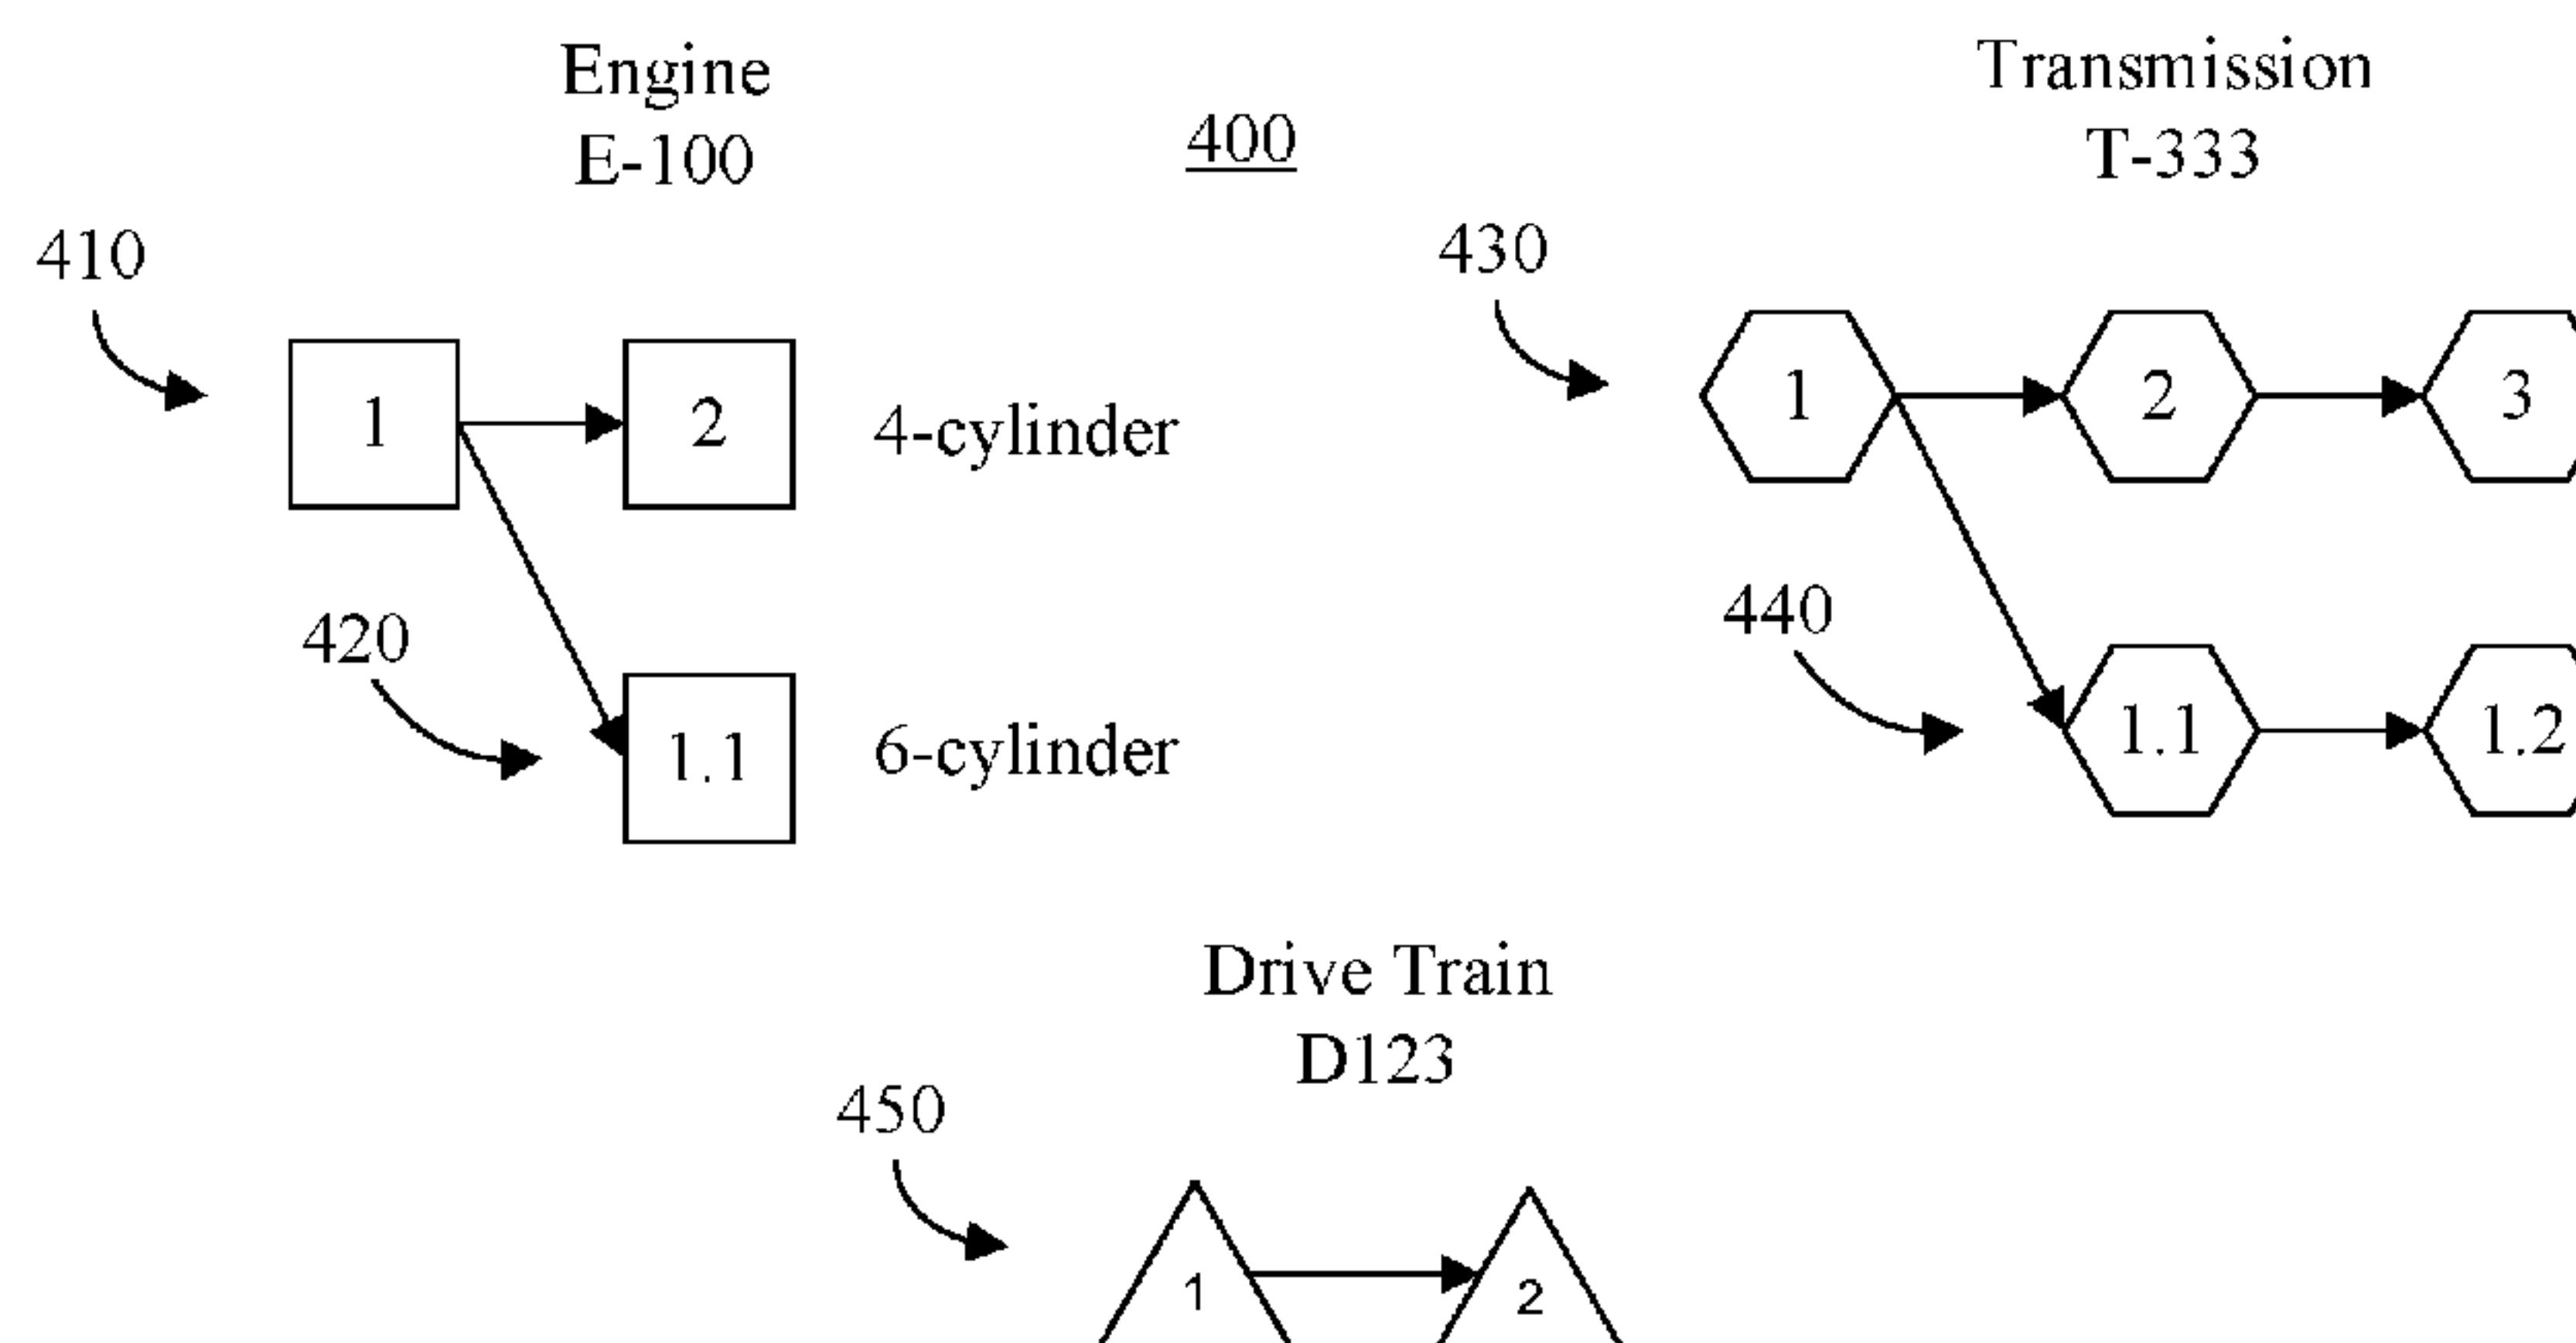 Engine
E-100
400
Transmission
T-333
410
430
1
2
4-cylinder
1
2
3
420
440
1.1
6-cylinder
1.1
1.2
Drive Train
D123
450
1
2